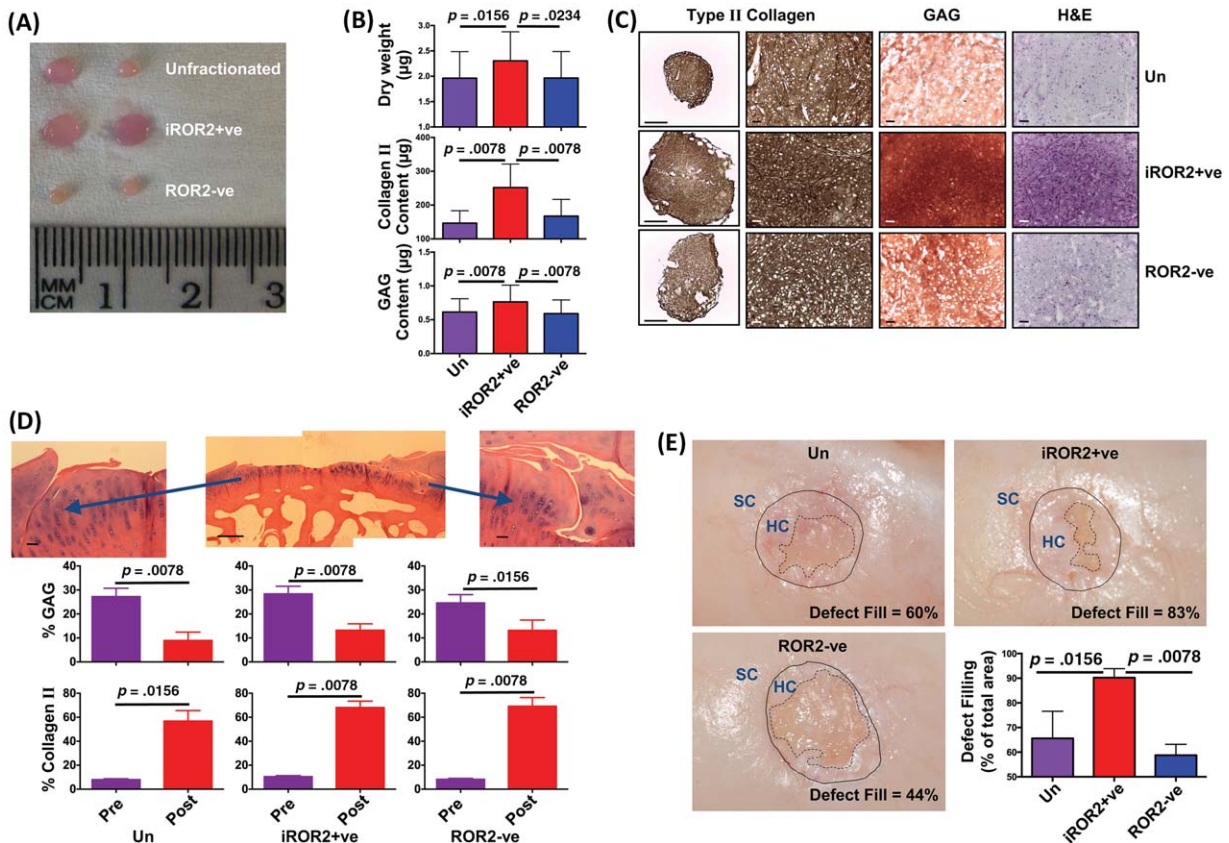 (A)
Unfractionated
iROR2+ve
ROR2-ve
MM
CM
1 2 3
(B)
p = .0156 p = .0234
Dry weight
(µg)
3.0
2.5
2.0
1.5
1.0
p = .0078 p = .0078
Collagen II
Content (µg)
300
200
100
p = .0078 p = .0078
GAG
Content (µg)
1.5
1.0
0.5
0.0
Un
iROR2+ve
ROR2-ve
(C)
Type II Collagen GAG H&E
Un
iROR2+ve
ROR2-ve
(D)
% GAG
40
30
20
10
0
p = .0078
p = .0078
p = .0156
% Collagen II
80
60
40
20
0
p = .0156
p = .0078
p = .0078
Pre Post Pre Post Pre Post
Un iROR2+ve ROR2-ve
(E)
Un
SC
HC
Defect Fill = 60%
iROR2+ve
SC
HC
Defect Fill = 83%
ROR2-ve
SC
HC
Defect Fill = 44%
p = .0156 p = .0078
Defect Filling
(% of total area)
100
90
80
70
60
50
Un
iROR2+ve
ROR2-ve